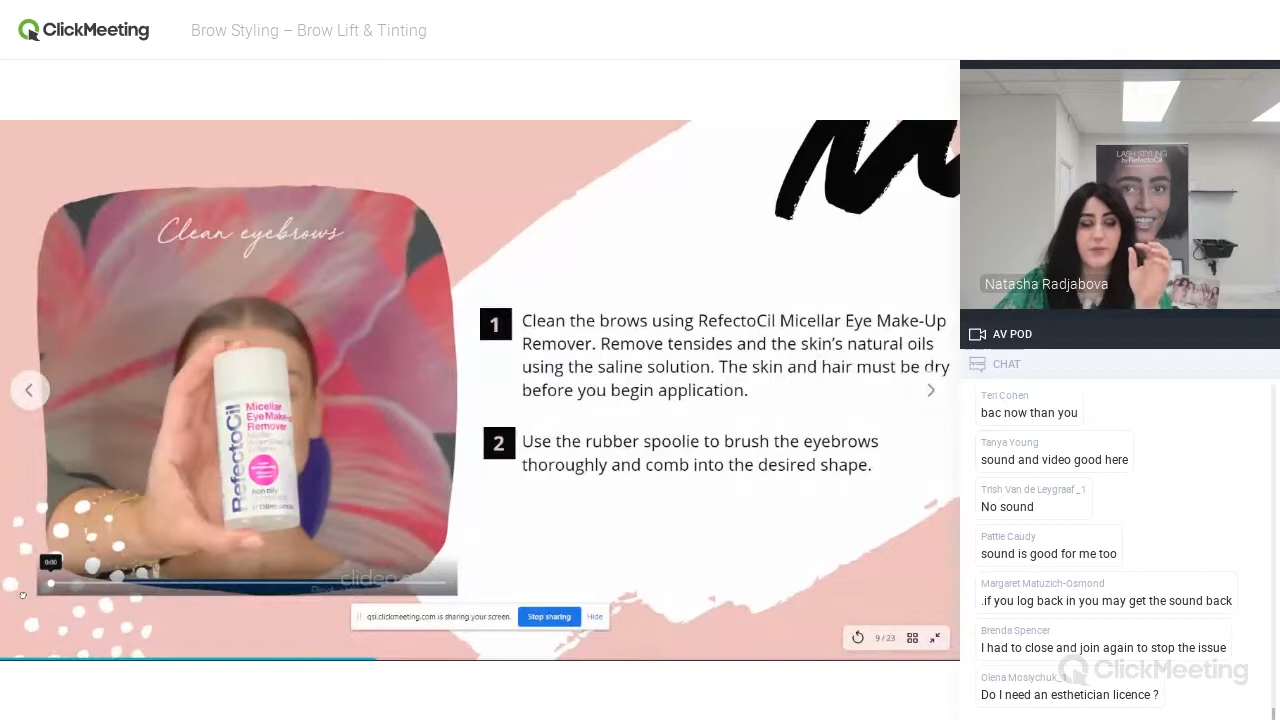 ClickMeeting
Brow Styling – Brow Lift & Tinting
Clean eyebrows
RefectoCil
Micellar
Eye Make-Up
Remover
non oily
0:00
clideo
1
Clean the brows using RefectoCil Micellar Eye Make-Up
Remover. Remove tensides and the skin's natural oils
using the saline solution. The skin and hair must be dry
before you begin application.
2
Use the rubber spoolie to brush the eyebrows
thoroughly and comb into the desired shape.
qsi.clickmeeting.com is sharing your screen.
Stop sharing
Hide
9 / 23
LASH STYLING
by RefectoCil
Natasha Radjabova
AV POD
CHAT
Teri Cohen
bac now than you
Tanya Young
sound and video good here
Trish Van de Leygraaf_1
No sound
Pattie Caudy
sound is good for me too
Margaret Matuzich-Osmond
.if you log back in you may get the sound back
Brenda Spencer
I had to close and join again to stop the issue
Olena Moslychuk_1
Do I need an esthetician licence ?
ClickMeeting